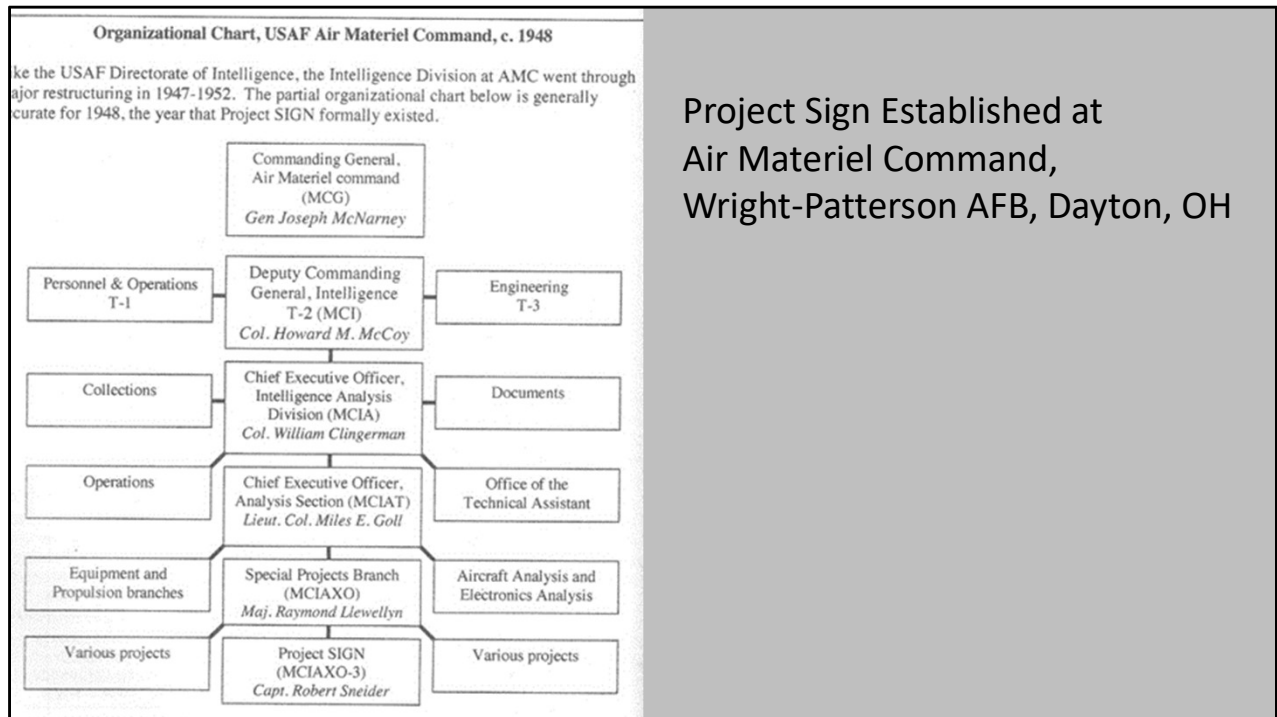 Organizational Chart, USAF Air Materiel Command, c. 1948
ke the USAF Directorate of Intelligence, the Intelligence Division at AMC went through
ajor restructuring in 1947-1952. The partial organizational chart below is generally
curate for 1948, the year that Project SIGN formally existed.
Commanding General,
Air Materiel command
(MCG)
Gen Joseph McNarney
Personnel & Operations
T-1
Deputy Commanding
General, Intelligence
T-2 (MCI)
Col. Howard M. McCoy
Engineering
T-3
Collections
Chief Executive Officer,
Intelligence Analysis
Division (MCIA)
Col. William Clingerman
Documents
Operations
Chief Executive Officer,
Analysis Section (MCIAT)
Lieut. Col. Miles E. Goll
Office of the
Technical Assistant
Equipment and
Propulsion branches
Special Projects Branch
(MCIAXO)
Maj. Raymond Llewellyn
Aircraft Analysis and
Electronics Analysis
Various projects
Project SIGN
(MCIAXO-3)
Capt. Robert Sneider
Various projects
Project Sign Established at
Air Materiel Command,
Wright-Patterson AFB, Dayton, OH